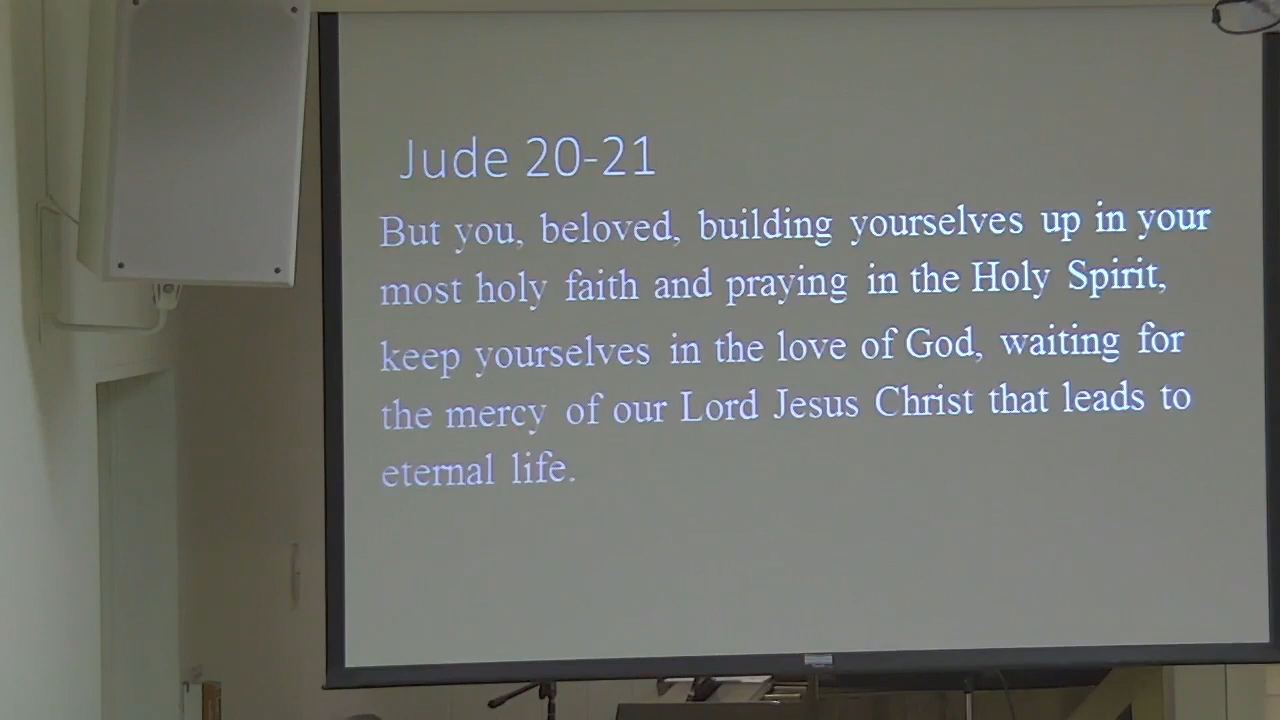 Jude 20-21
But you, beloved, building yourselves up in your
most holy faith and praying in the Holy Spirit,
keep yourselves in the love of God, waiting for
the mercy of our Lord Jesus Christ that leads to
eternal life.